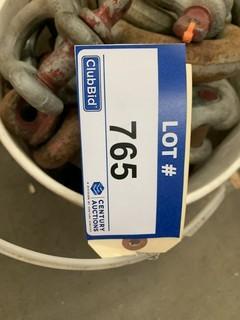 LOT #
765
ClubBid
CENTURY
AUCTIONS